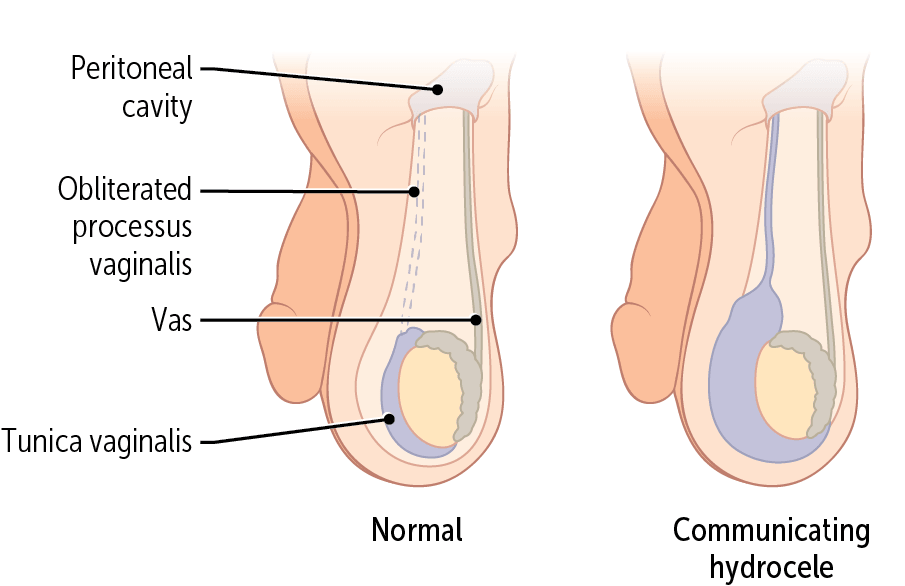 Peritoneal
cavity
Obliterated
processus
vaginalis
Vas
Tunica vaginalis
Normal
Communicating
hydrocele